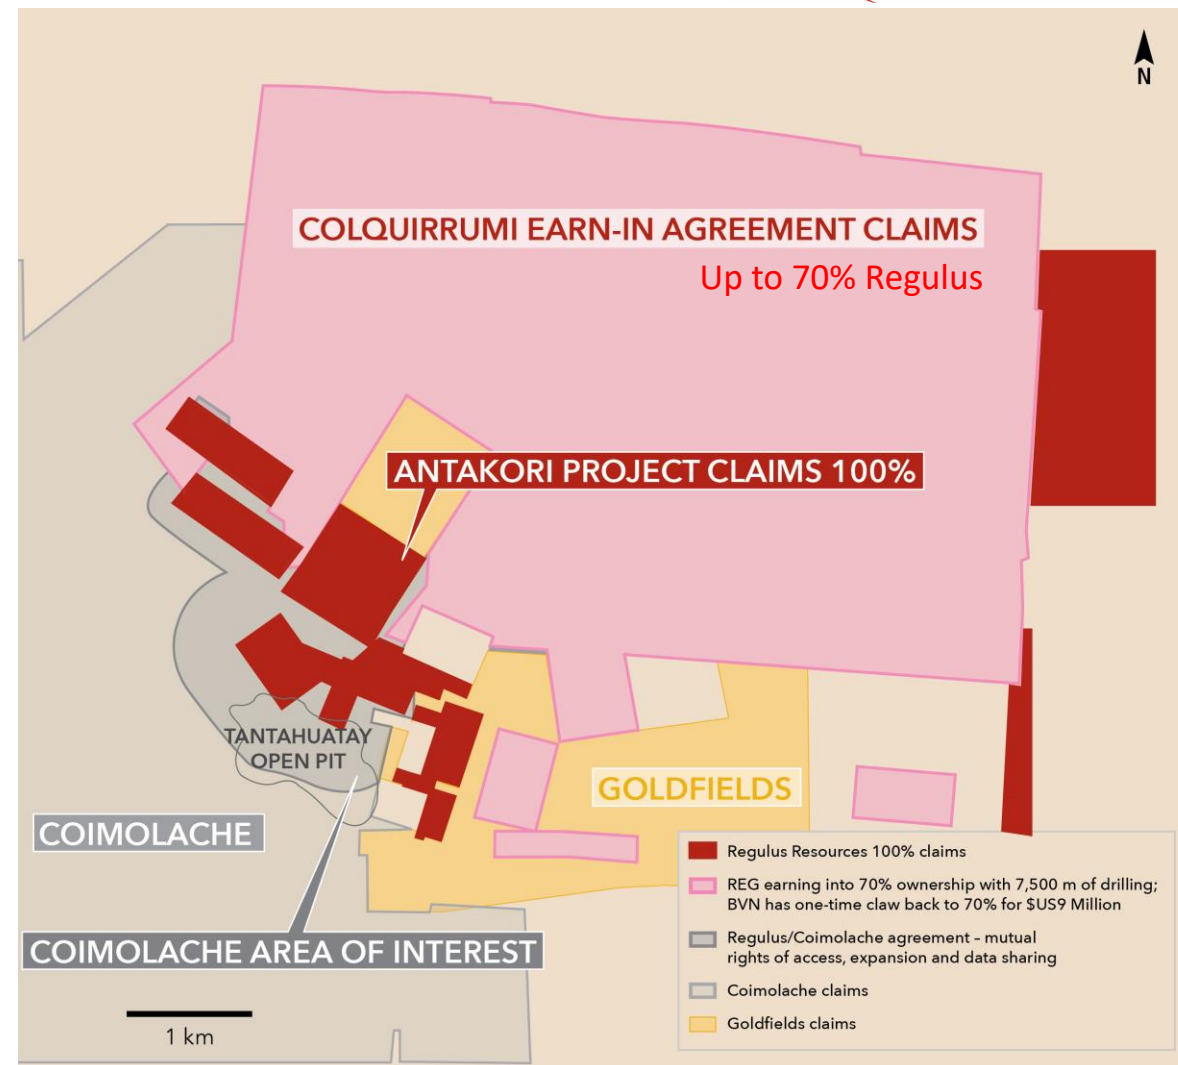 N
COLQUIRRUMI EARN-IN AGREEMENT CLAIMS
Up to 70% Regulus
ANTAKORI PROJECT CLAIMS 100%
TANTAHUATAY
OPEN PIT
GOLDFIELDS
COIMOLACHE
COIMOLACHE AREA OF INTEREST
1 km
Regulus Resources 100% claims
REG earning into 70% ownership with 7,500 m of drilling;
BVN has one-time claw back to 70% for $US9 Million
Regulus/Coimolache agreement – mutual
rights of access, expansion and data sharing
Coimolache claims
Goldfields claims